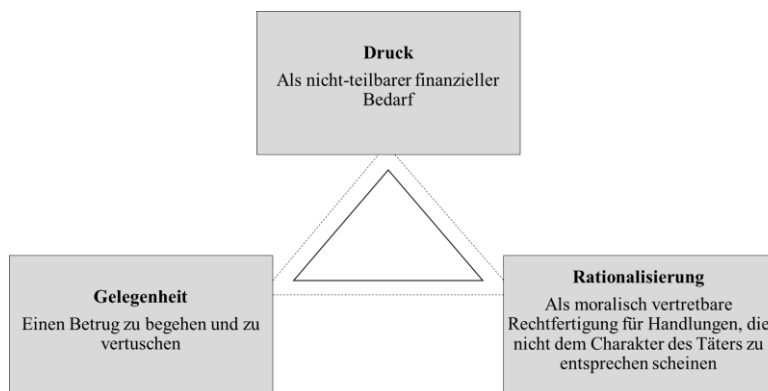 Druck
Als nicht-teilbarer finanzieller
Bedarf
Gelegenheit
Einen Betrug zu begehen und zu
vertuschen
Rationalisierung
Als moralisch vertretbare
Rechtfertigung für Handlungen, die
nicht dem Charakter des Täters zu
entsprechen scheinen